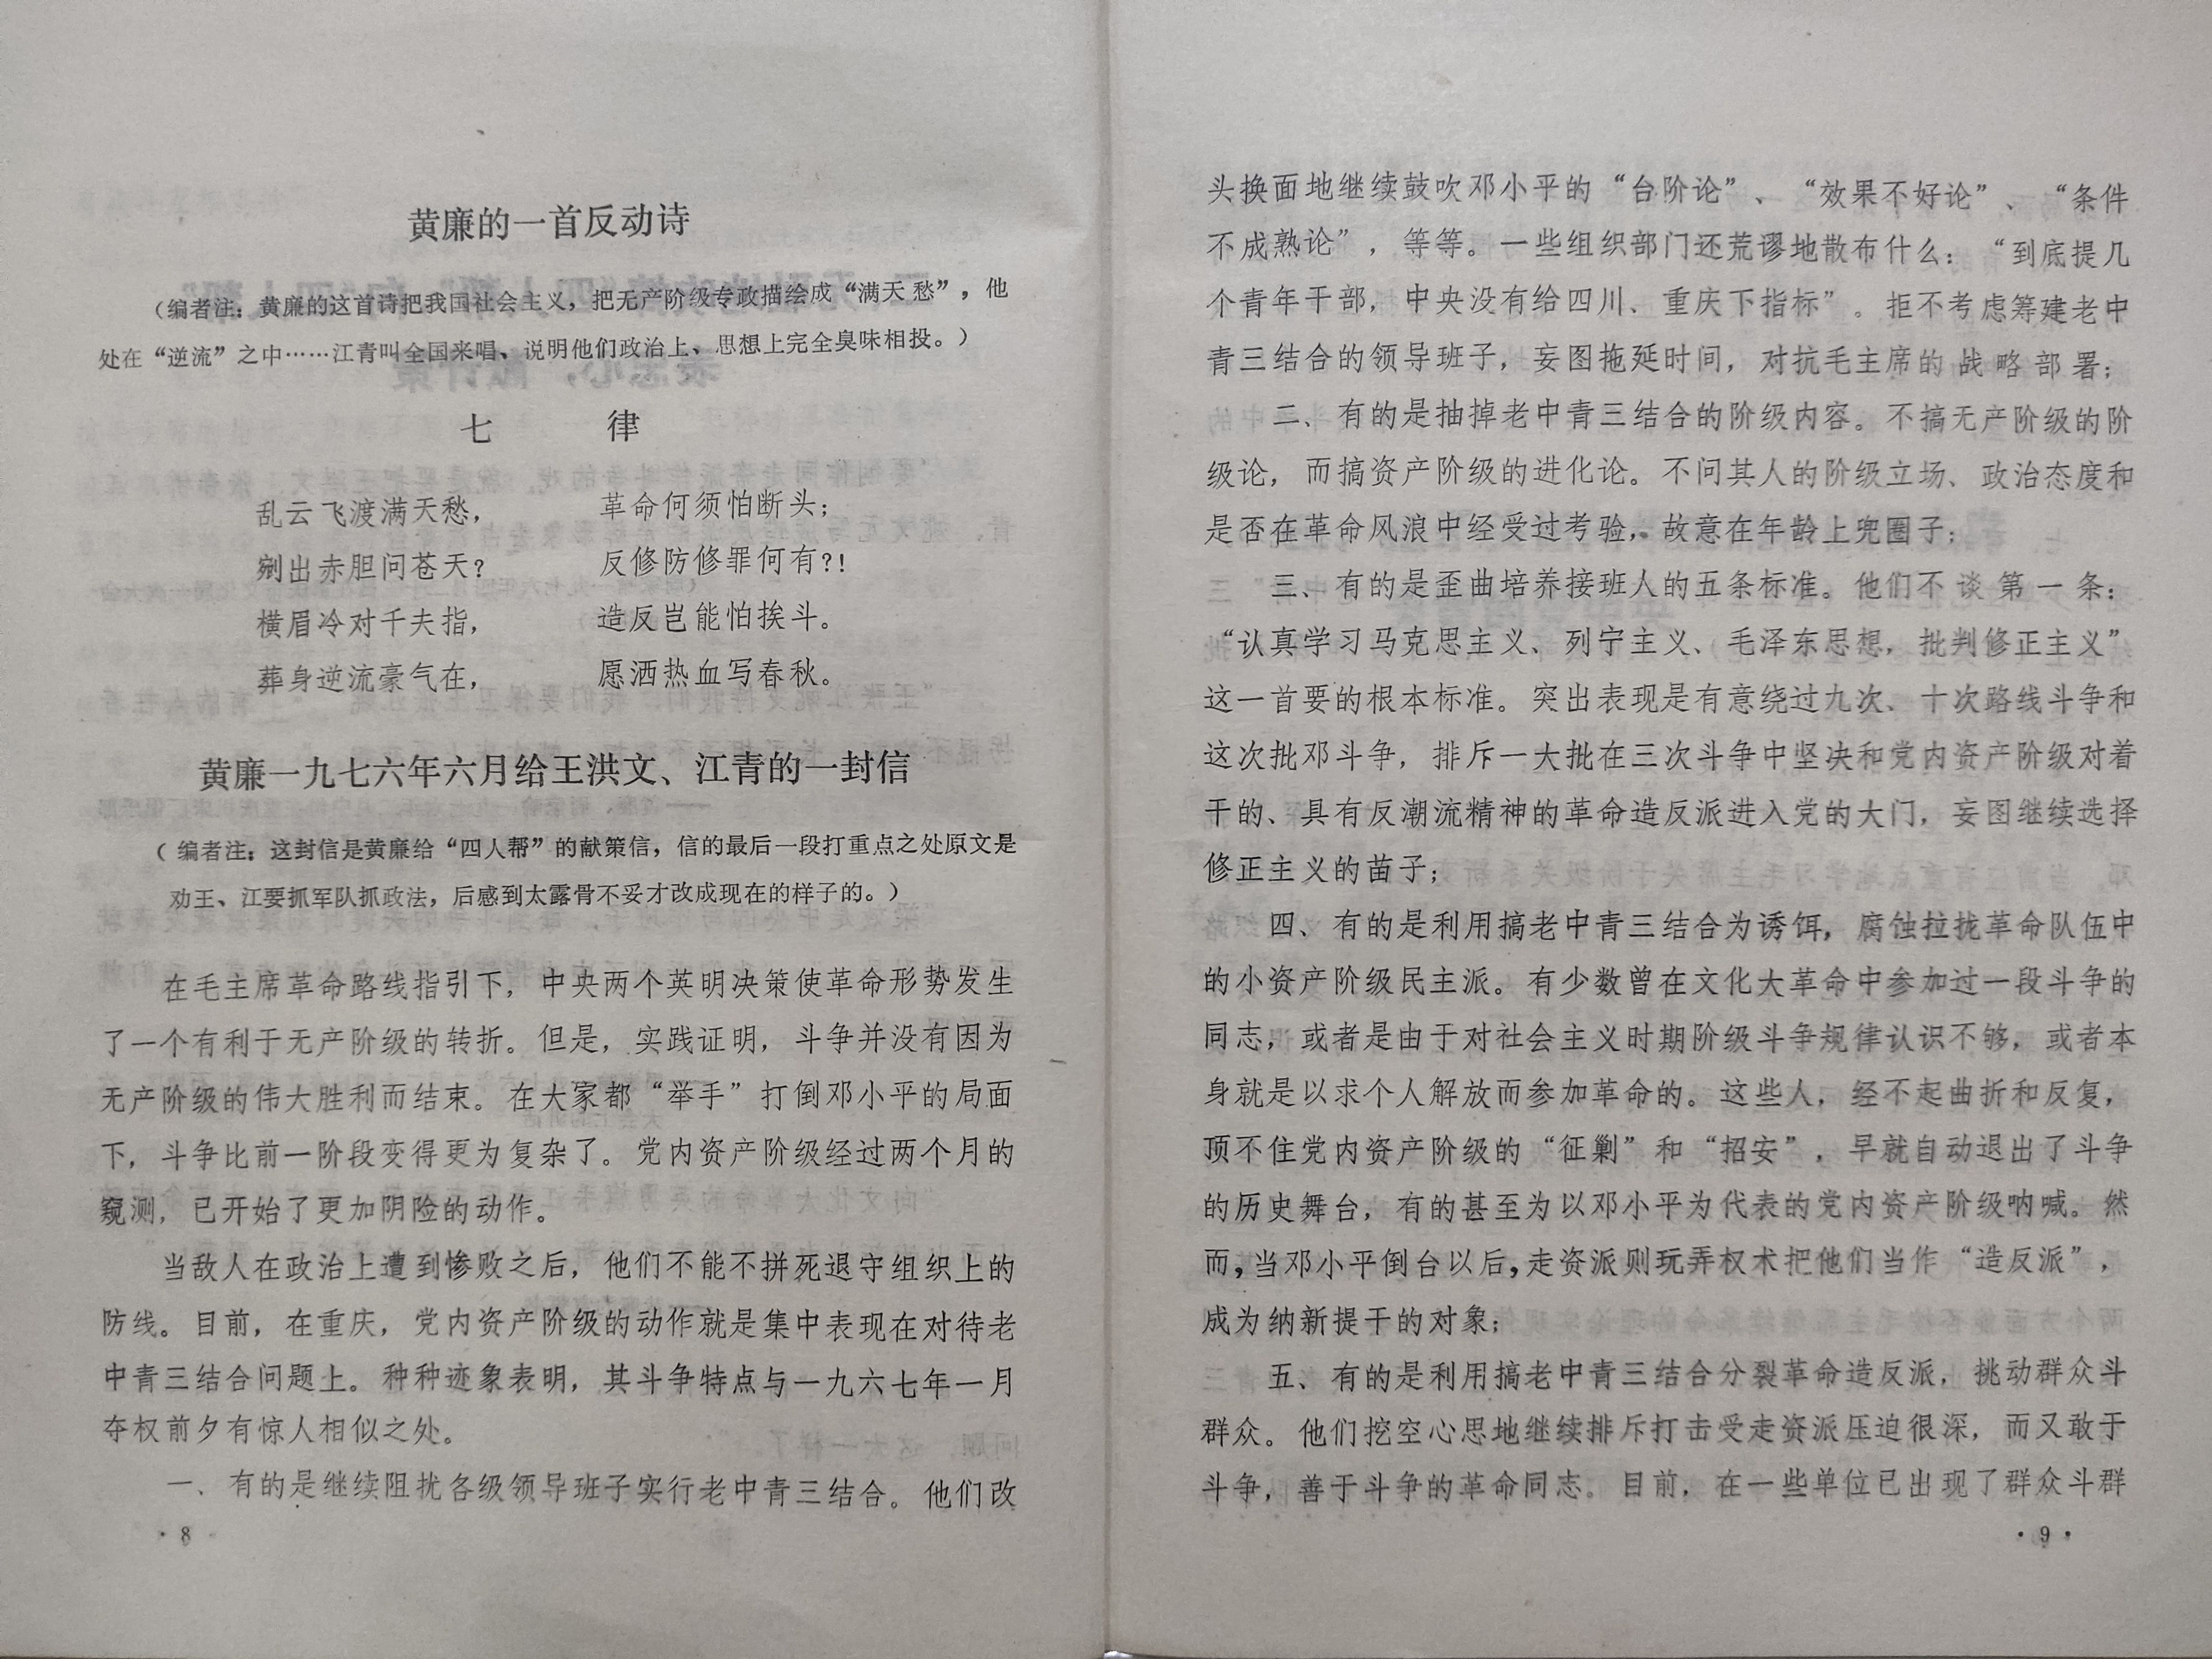 黄廉的一首反动诗
（编者注：黄廉的这首诗把我国社会主义，把无产阶级专政描绘成“满天愁”，他
处在“逆流”之中……江青叫全国来唱、说明他们政治上、思想上完全臭味相投。）
七　律
乱云飞渡满天愁，　革命何须怕断头；
剜出赤胆问苍天？　反修防修罪何有？！
横眉冷对千夫指，　造反岂能怕挨斗。
葬身逆流豪气在，　愿洒热血写春秋。
黄廉一九七六年六月给王洪文、江青的一封信
（编者注：这封信是黄廉给“四人帮”的献策信，信的最后一段打重点之处原文是
劝王、江要抓军队抓政法，后感到太露骨不妥才改成现在的样子的。）
在毛主席革命路线指引下，中央两个英明决策使革命形势发生
了一个有利于无产阶级的转折。但是，实践证明，斗争并没有因为
无产阶级的伟大胜利而结束。在大家都“举手”打倒邓小平的局面
下，斗争比前一阶段变得更为复杂了。党内资产阶级经过两个月的
窥测，已开始了更加阴险的动作。
当敌人在政治上遭到惨败之后，他们不能不拼死退守组织上的
防线。目前，在重庆，党内资产阶级的动作就是集中表现在对待老
中青三结合问题上。种种迹象表明，其斗争特点与一九六七年一月
夺权前夕有惊人相似之处。
一、有的是继续阻扰各级领导班子实行老中青三结合。他们改
· 8 ·
头换面地继续鼓吹邓小平的“台阶论”、“效果不好论”、“条件
不成熟论”，等等。一些组织部门还荒谬地散布什么：“到底提几
个青年干部，中央没有给四川、重庆下指标”。拒不考虑筹建老中
青三结合的领导班子，妄图拖延时间，对抗毛主席的战略部署；
二、有的是抽掉老中青三结合的阶级内容。不搞无产阶级的阶
级论，而搞资产阶级的进化论。不问其人的阶级立场、政治态度和
是否在革命风浪中经受过考验，故意在年龄上兜圈子；
三、有的是歪曲培养接班人的五条标准。他们不谈第一条：
“认真学习马克思主义、列宁主义、毛泽东思想，批判修正主义”
这一首要的根本标准。突出表现是有意绕过九次、十次路线斗争和
这次批邓斗争，排斥一大批在三次斗争中坚决和党内资产阶级对着
干的、具有反潮流精神的革命造反派进入党的大门，妄图继续选择
修正主义的苗子；
四、有的是利用搞老中青三结合为诱饵，腐蚀拉拢革命队伍中
的小资产阶级民主派。有少数曾在文化大革命中参加过一段斗争的
同志，或者是由于对社会主义时期阶级斗争规律认识不够，或者本
身就是以求个人解放而参加革命的。这些人，经不起曲折和反复，
顶不住党内资产阶级的“征剿”和“招安”，早就自动退出了斗争
的历史舞台，有的甚至为以邓小平为代表的党内资产阶级呐喊。然
而，当邓小平倒台以后，走资派则玩弄权术把他们当作“造反派”，
成为纳新提干的对象；
五、有的是利用搞老中青三结合分裂革命造反派，挑动群众斗
群众。他们挖空心思地继续排斥打击受走资派压迫很深，而又敢于
斗争，善于斗争的革命同志。目前，在一些单位已出现了群众斗群
· 9 ·